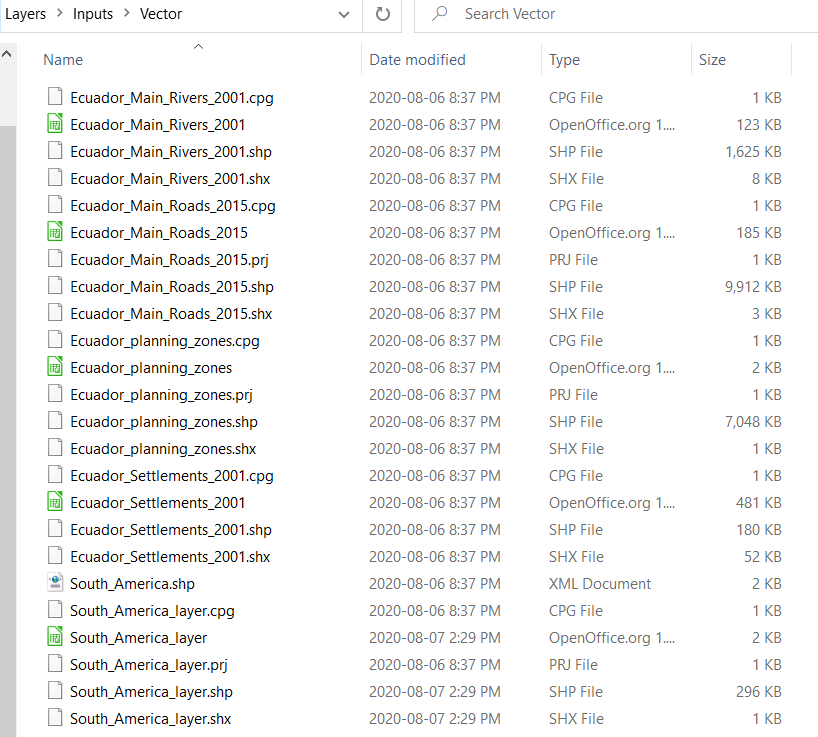 Layers > Inputs > Vector Search Vector
Name Date modified Type Size
Ecuador_Main_Rivers_2001.cpg 2020-08-06 8:37 PM CPG File 1 KB
Ecuador_Main_Rivers_2001 2020-08-06 8:37 PM OpenOffice.org 1.... 123 KB
Ecuador_Main_Rivers_2001.shp 2020-08-06 8:37 PM SHP File 1,625 KB
Ecuador_Main_Rivers_2001.shx 2020-08-06 8:37 PM SHX File 8 KB
Ecuador_Main_Roads_2015.cpg 2020-08-06 8:37 PM CPG File 1 KB
Ecuador_Main_Roads_2015 2020-08-06 8:37 PM OpenOffice.org 1.... 185 KB
Ecuador_Main_Roads_2015.prj 2020-08-06 8:37 PM PRJ File 1 KB
Ecuador_Main_Roads_2015.shp 2020-08-06 8:37 PM SHP File 9,912 KB
Ecuador_Main_Roads_2015.shx 2020-08-06 8:37 PM SHX File 3 KB
Ecuador_planning_zones.cpg 2020-08-06 8:37 PM CPG File 1 KB
Ecuador_planning_zones 2020-08-06 8:37 PM OpenOffice.org 1.... 2 KB
Ecuador_planning_zones.prj 2020-08-06 8:37 PM PRJ File 1 KB
Ecuador_planning_zones.shp 2020-08-06 8:37 PM SHP File 7,048 KB
Ecuador_planning_zones.shx 2020-08-06 8:37 PM SHX File 1 KB
Ecuador_Settlements_2001.cpg 2020-08-06 8:37 PM CPG File 1 KB
Ecuador_Settlements_2001 2020-08-06 8:37 PM OpenOffice.org 1.... 481 KB
Ecuador_Settlements_2001.shp 2020-08-06 8:37 PM SHP File 180 KB
Ecuador_Settlements_2001.shx 2020-08-06 8:37 PM SHX File 52 KB
South_America.shp 2020-08-06 8:37 PM XML Document 2 KB
South_America_layer.cpg 2020-08-06 8:37 PM CPG File 1 KB
South_America_layer 2020-08-07 2:29 PM OpenOffice.org 1.... 2 KB
South_America_layer.prj 2020-08-06 8:37 PM PRJ File 1 KB
South_America_layer.shp 2020-08-07 2:29 PM SHP File 296 KB
South_America_layer.shx 2020-08-07 2:29 PM SHX File 1 KB